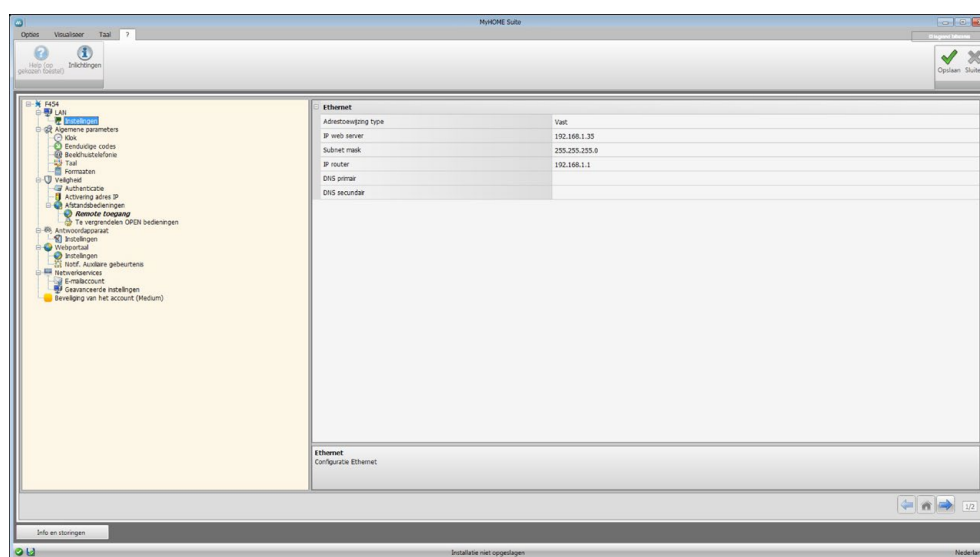 MyHOME Suite
Opties Visualiseer Taal ?
Help (op gekozen toestel)
Inlichtingen
Opslaan
F454
LAN
Instellingen
Algemene parameters
Klok
Eenduidige codes
Beeldhuistelefonie
Taal
Formaaten
Veiligheid
Authenticatie
Activering adres IP
Afstandsbedieningen
Remote toegang
Te vergrendelen OPEN bedieningen
Antwoordapparaat
Instellingen
Webportaal
Instellingen
Notif. Auxiliaire gebeurtenis
Netwerkservices
E-mailaccount
Geavanceerde instellingen
Beveiliging van het account (Medium)
Ethernet
Adrestoewijzing type Vast
IP web server 192.168.1.35
Subnet mask 255.255.255.0
IP router 192.168.1.1
DNS primair
DNS secundair
Ethernet
Configuratie Ethernet
1/2
Info en storingen
Installatie niet opgeslagen